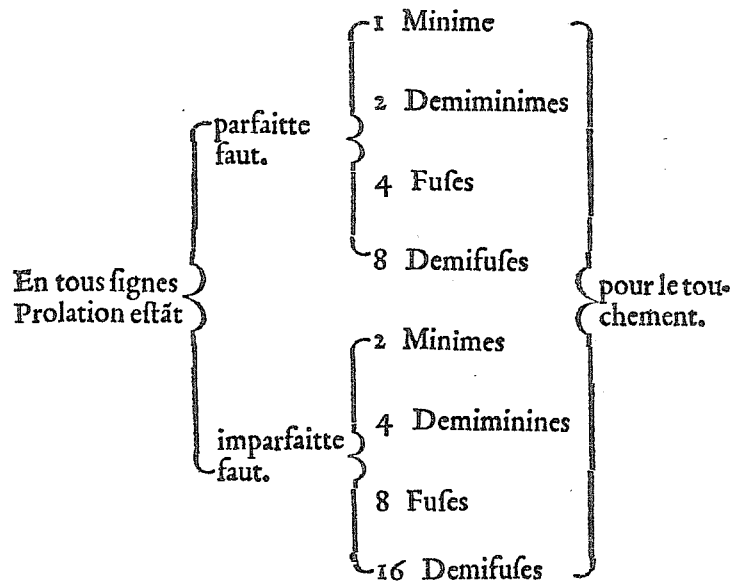 En tous ſignes
Prolation eſtãt
parfaitte
faut.
1 Minime
2 Demiminimes
4 Fuſes
8 Demifuſes
imparfaitte
faut.
2 Minimes
4 Demiminines
8 Fuſes
16 Demifuſes
pour le tou-
chement.